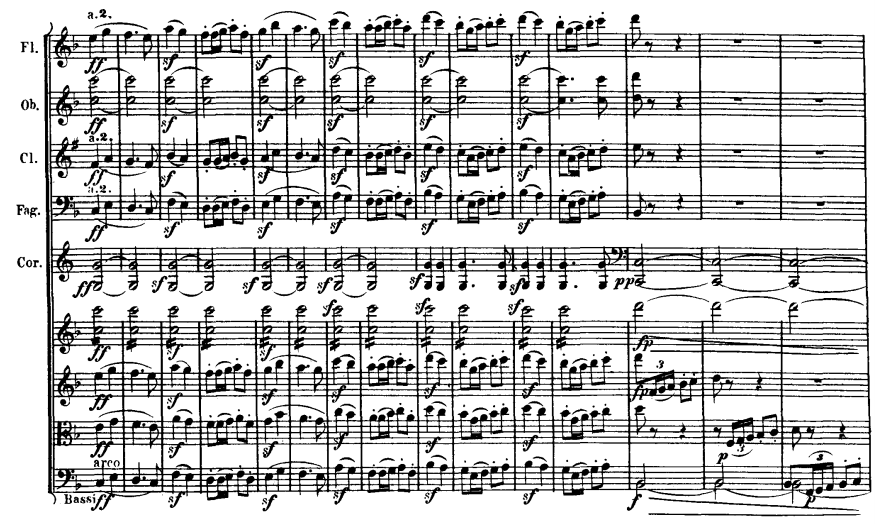 a.2.
Fl. ff sf sf sf sf sf
Ob. ff sf sf sf sf sf
a.2.
Cl. ff sf sf sf sf sf
a.2.
Fag. ff sf sf sf sf sf
Cor. ff sf sf sf sf sf pp
ff sf sf sf sf sf fp
ff sf sf sf sf sf fp 3
ff sf sf sf sf sf p 3
arco
Bassi ff sf sf sf sf sf f p 3